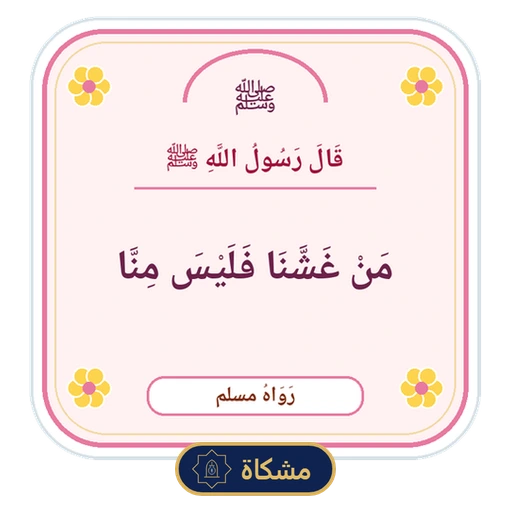 ﷺ
قَالَ رَسُولُ اللَّهِ ﷺ
مَنْ غَشَّنَا فَلَيْسَ مِنَّا
رَوَاهُ مسلم
مشكاة